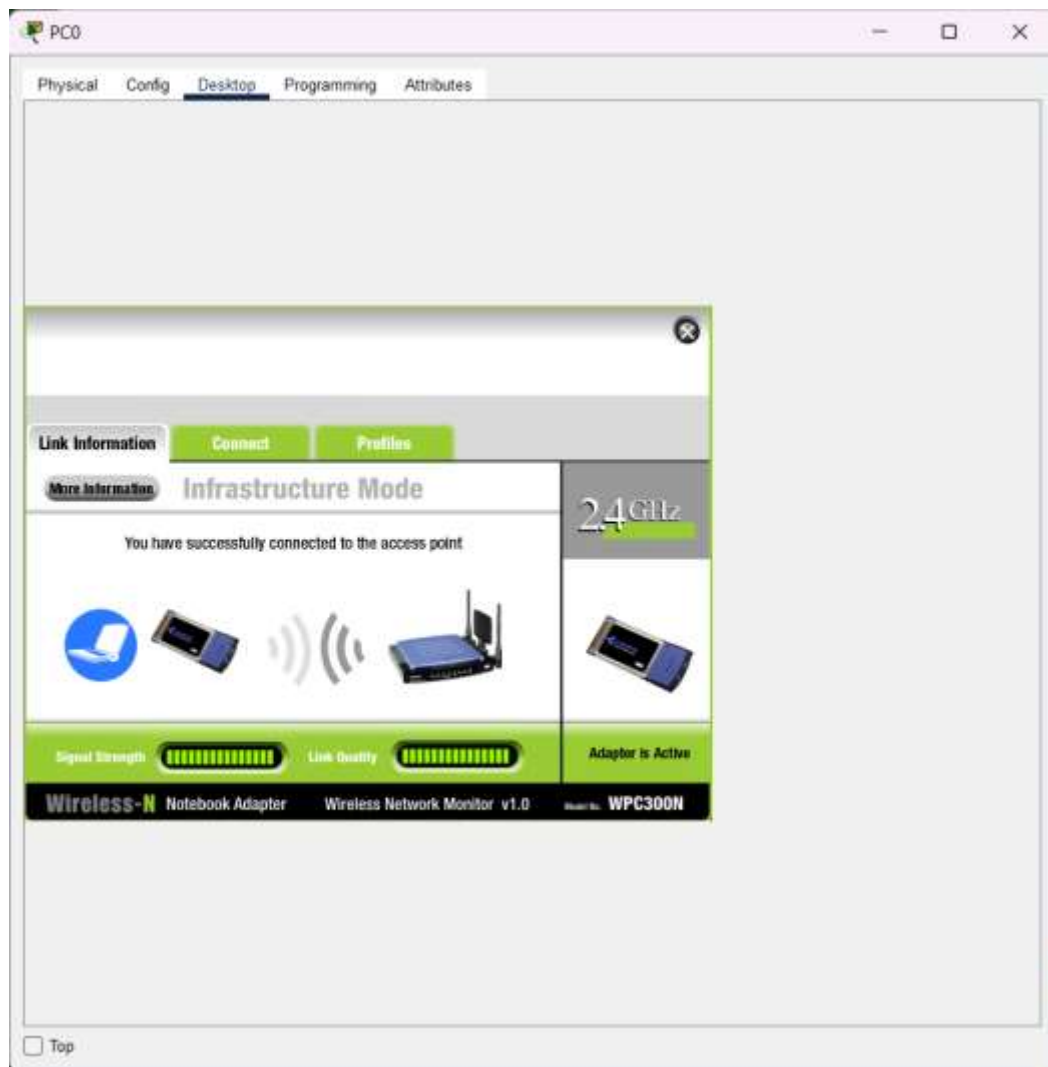 PC0
Physical Config Desktop Programming Attributes
Link Information Connect Profiles
More Information Infrastructure Mode
2.4GHz
You have successfully connected to the access point
Signal Strength Link Quality Adapter is Active
Wireless-N Notebook Adapter Wireless Network Monitor v1.0 Model No. WPC300N
Top